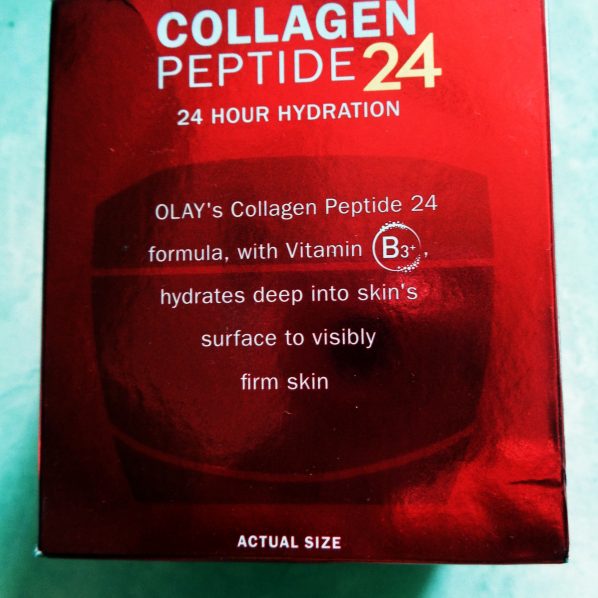 COLLAGEN
PEPTIDE 24
24 HOUR HYDRATION
OLAY's Collagen Peptide 24
formula, with Vitamin B3+,
hydrates deep into skin's
surface to visibly
firm skin
ACTUAL SIZE